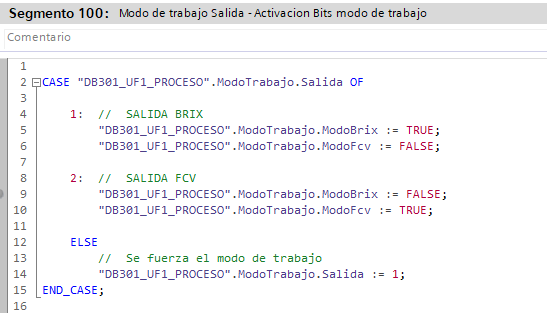 Segmento 100: Modo de trabajo Salida - Activacion Bits modo de trabajo
Comentario
1
2 CASE "DB301_UF1_PROCESO".ModoTrabajo.Salida OF
3
4 1: // SALIDA BRIX
5 "DB301_UF1_PROCESO".ModoTrabajo.ModoBrix := TRUE;
6 "DB301_UF1_PROCESO".ModoTrabajo.ModoFcv := FALSE;
7
8 2: // SALIDA FCV
9 "DB301_UF1_PROCESO".ModoTrabajo.ModoBrix := FALSE;
10 "DB301_UF1_PROCESO".ModoTrabajo.ModoFcv := TRUE;
11
12 ELSE
13 // Se fuerza el modo de trabajo
14 "DB301_UF1_PROCESO".ModoTrabajo.Salida := 1;
15 END_CASE;
16